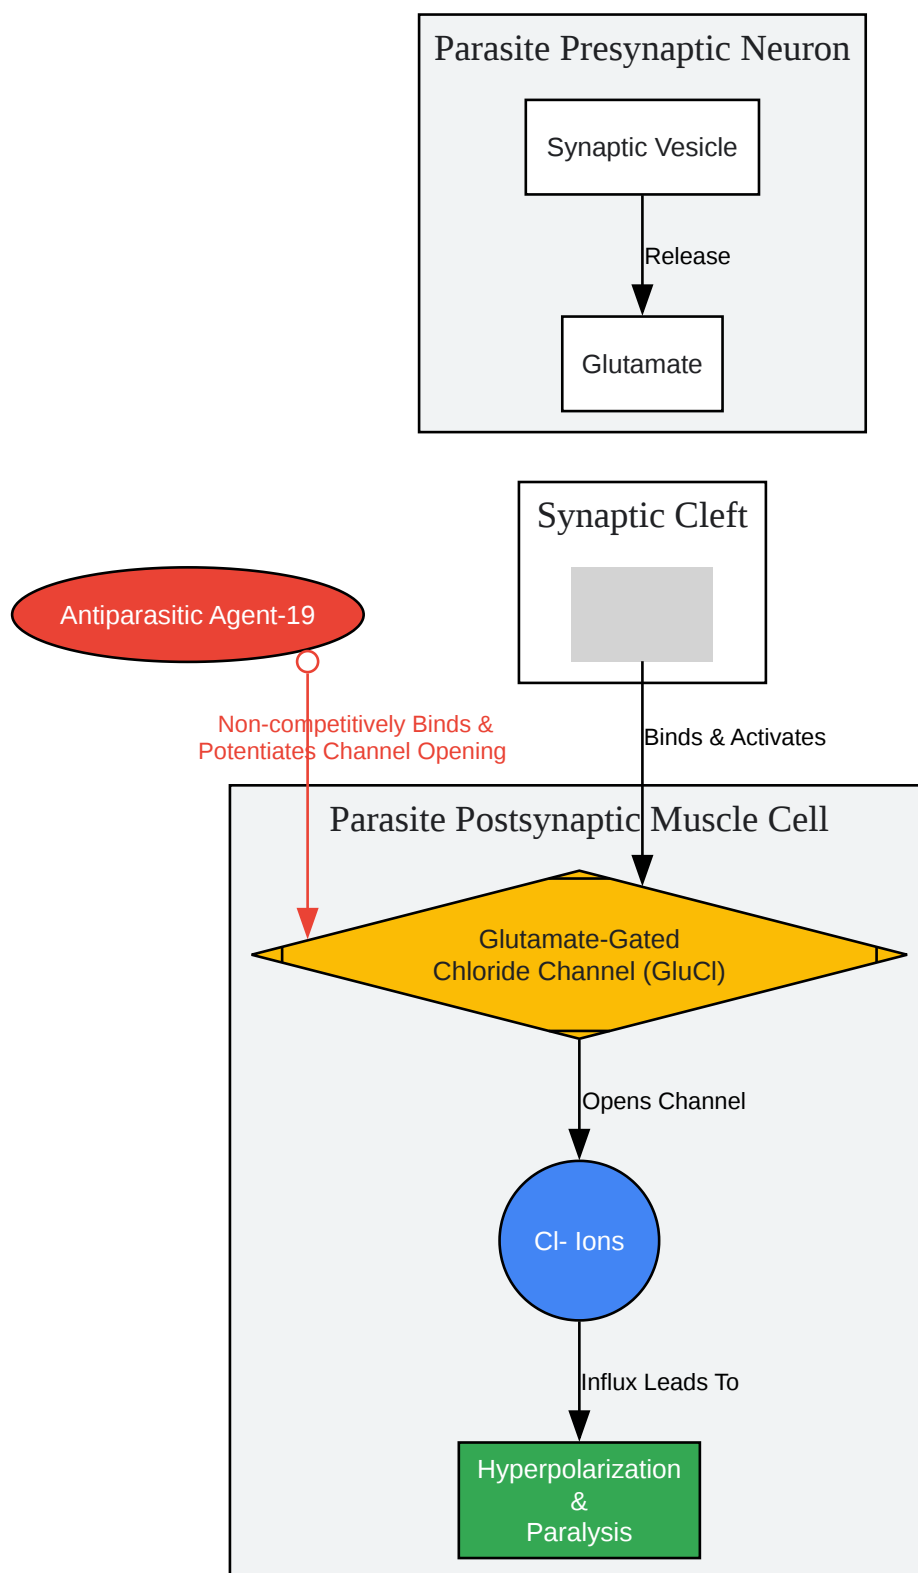 Parasite Presynaptic Neuron
Synaptic Vesicle
Release
Glutamate
Synaptic Cleft
Antiparasitic Agent-19
Non-competitively Binds &
Potentiates Channel Opening
Binds & Activates
Parasite Postsynaptic Muscle Cell
Glutamate-Gated
Chloride Channel (GluCl)
Opens Channel
Cl- Ions
Influx Leads To
Hyperpolarization
&
Paralysis